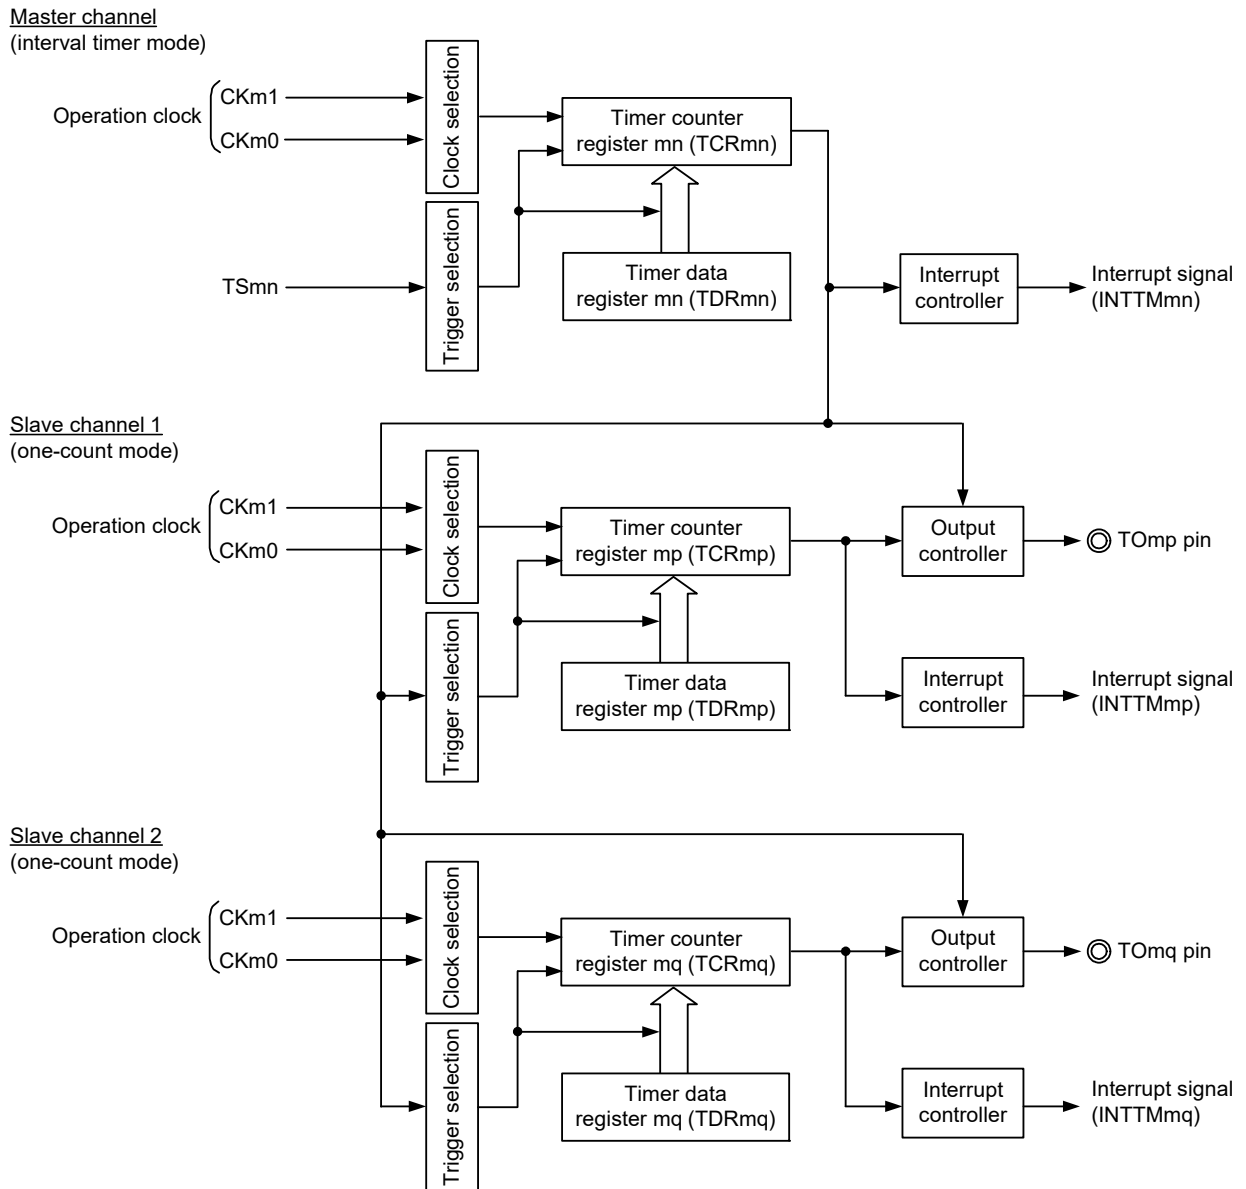 Master channel
(interval timer mode)
Operation clock
CKm1
CKm0
Clock selection
Timer counter
register mn (TCRmn)
TSmn
Trigger selection
Timer data
register mn (TDRmn)
Interrupt
controller
Interrupt signal
(INTTMmn)
Slave channel 1
(one-count mode)
Operation clock
CKm1
CKm0
Clock selection
Timer counter
register mp (TCRmp)
Output
controller
TOmp pin
Trigger selection
Timer data
register mp (TDRmp)
Interrupt
controller
Interrupt signal
(INTTMmp)
Slave channel 2
(one-count mode)
Operation clock
CKm1
CKm0
Clock selection
Timer counter
register mq (TCRmq)
Output
controller
TOmq pin
Trigger selection
Timer data
register mq (TDRmq)
Interrupt
controller
Interrupt signal
(INTTMmq)